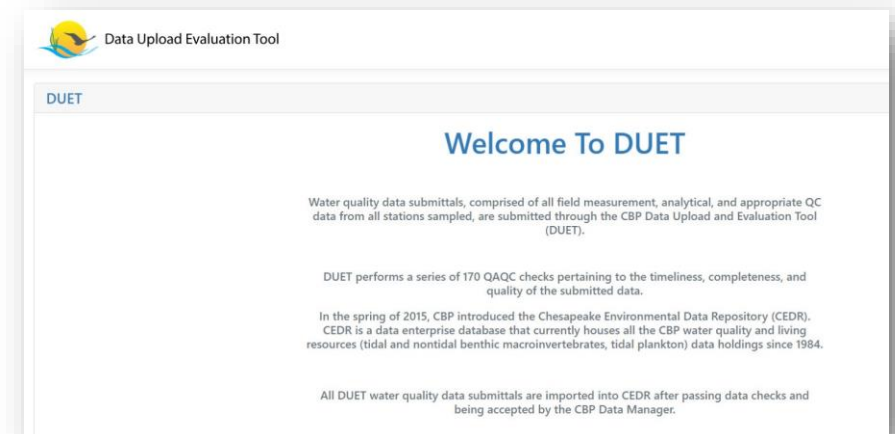 Data Upload Evaluation Tool
DUET
Welcome To DUET
Water quality data submittals, comprised of all field measurement, analytical, and appropriate QC
data from all stations sampled, are submitted through the CBP Data Upload and Evaluation Tool
(DUET).
DUET performs a series of 170 QAQC checks pertaining to the timeliness, completeness, and
quality of the submitted data.
In the spring of 2015, CBP introduced the Chesapeake Environmental Data Repository (CEDR).
CEDR is a data enterprise database that currently houses all the CBP water quality and living
resources (tidal and nontidal benthic macroinvertebrates, tidal plankton) data holdings since 1984.
All DUET water quality data submittals are imported into CEDR after passing data checks and
being accepted by the CBP Data Manager.